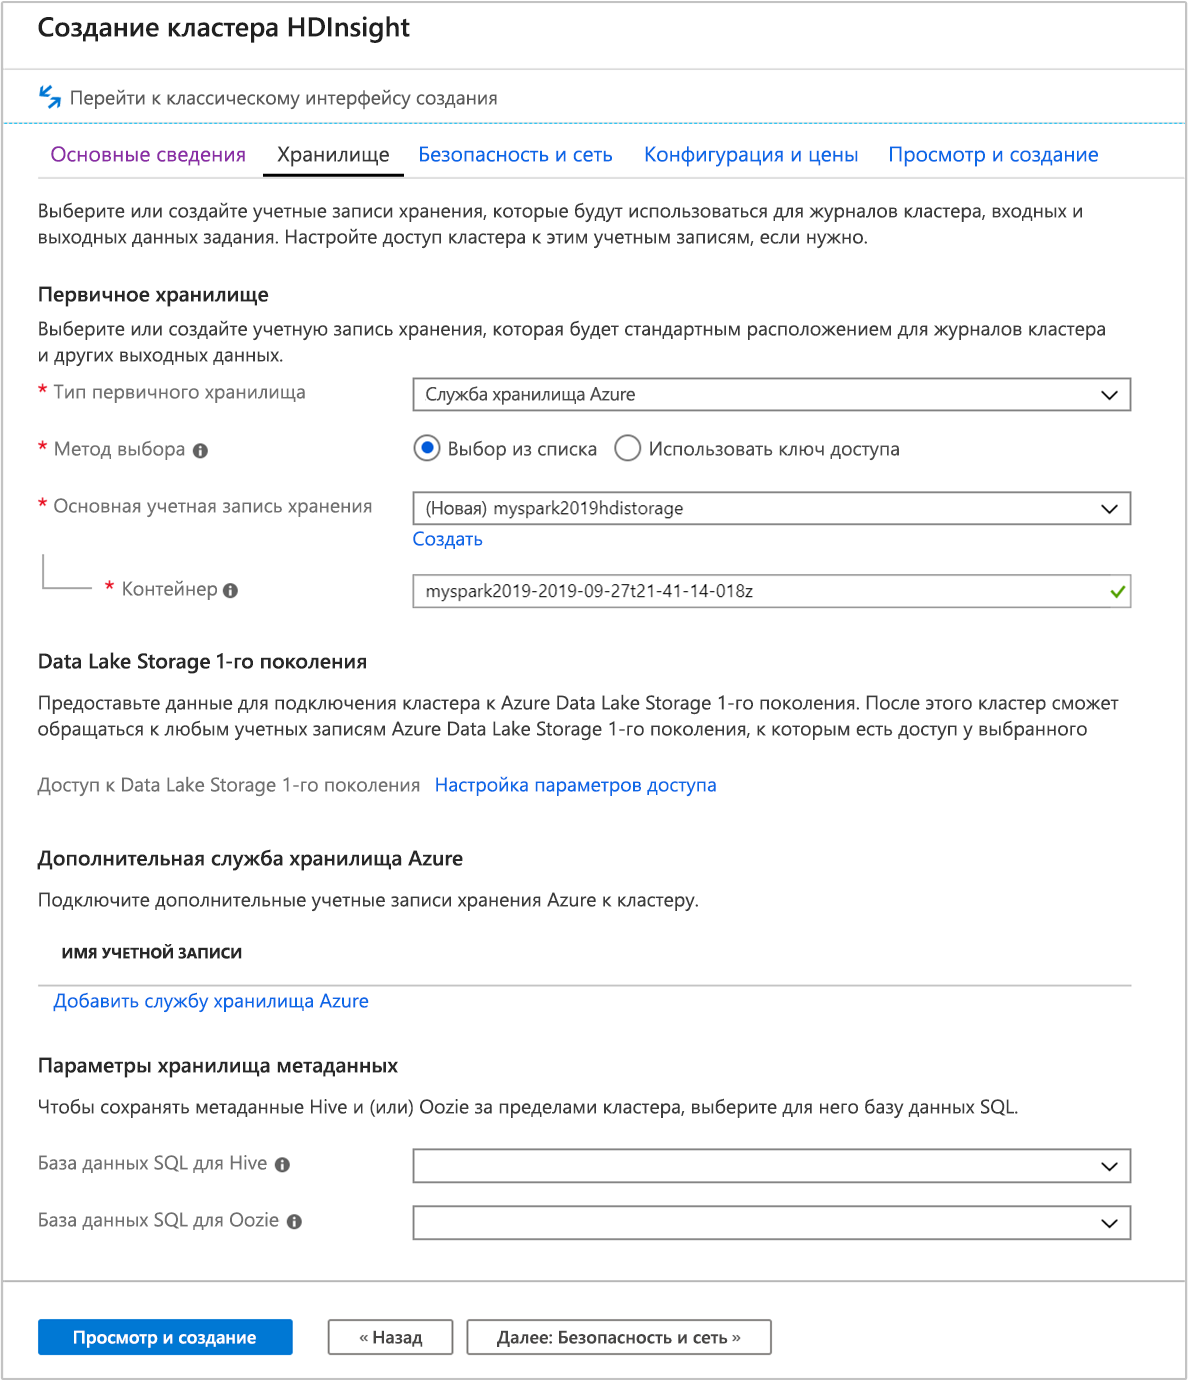 Создание кластера HDInsight
Перейти к классическому интерфейсу создания
Основные сведения Хранилище Безопасность и сеть Конфигурация и цены Просмотр и создание
Выберите или создайте учетные записи хранения, которые будут использоваться для журналов кластера, входных и
выходных данных задания. Настройте доступ кластера к этим учетным записям, если нужно.
Первичное хранилище
Выберите или создайте учетную запись хранения, которая будет стандартным расположением для журналов кластера
и других выходных данных.
* Тип первичного хранилища Служба хранилища Azure
* Метод выбора Выбор из списка Использовать ключ доступа
* Основная учетная запись хранения (Новая) myspark2019hdistorage
Создать
* Контейнер myspark2019-2019-09-27t21-41-14-018z
Data Lake Storage 1-го поколения
Предоставьте данные для подключения кластера к Azure Data Lake Storage 1-го поколения. После этого кластер сможет
обращаться к любым учетных записям Azure Data Lake Storage 1-го поколения, к которым есть доступ у выбранного
Доступ к Data Lake Storage 1-го поколения Настройка параметров доступа
Дополнительная служба хранилища Azure
Подключите дополнительные учетные записи хранения Azure к кластеру.
ИМЯ УЧЕТНОЙ ЗАПИСИ
Добавить службу хранилища Azure
Параметры хранилища метаданных
Чтобы сохранять метаданные Hive и (или) Oozie за пределами кластера, выберите для него базу данных SQL.
База данных SQL для Hive
База данных SQL для Oozie
Просмотр и создание « Назад Далее: Безопасность и сеть »